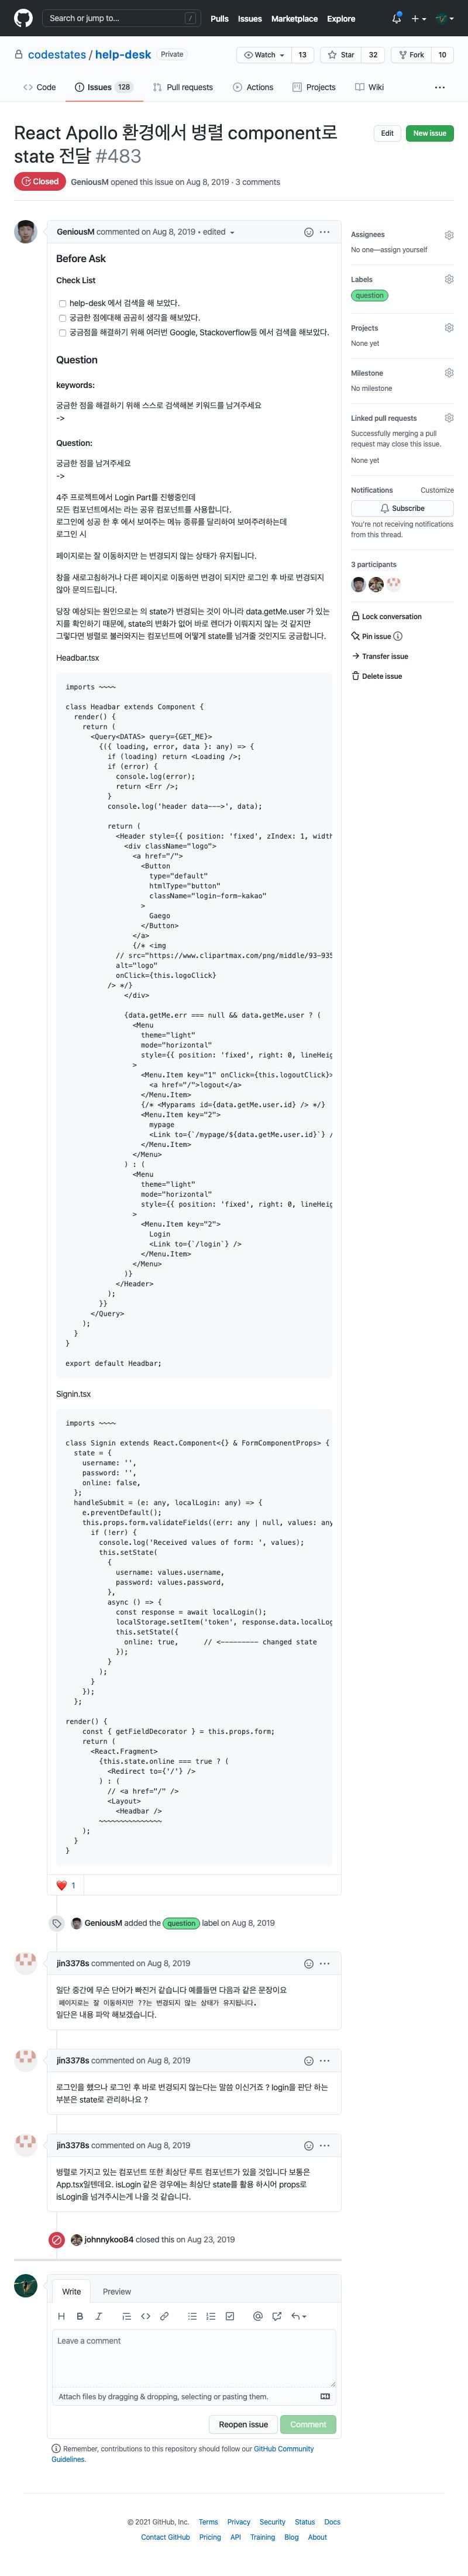 Search or jump to...
/
Pulls Issues Marketplace Explore
codestates / help-desk Private
Watch 13 Star 32 Fork 10
Code Issues 128 Pull requests Actions Projects Wiki
React Apollo 환경에서 병렬 component로
state 전달 #483
Edit New issue
Closed GeniousM opened this issue on Aug 8, 2019 · 3 comments
GeniousM commented on Aug 8, 2019 • edited
Before Ask
Check List
help-desk 에서 검색을 해 보았다.
궁금한 점에대해 곰곰히 생각을 해보았다.
궁금점을 해결하기 위해 여러번 Google, Stackoverflow등 에서 검색을 해보았다.
Question
keywords:
궁금한 점을 해결하기 위해 스스로 검색해본 키워드를 남겨주세요
->
Question:
궁금한 점을 남겨주세요
->
4주 프로젝트에서 Login Part를 진행중인데
모든 컴포넌트에서는 라는 공유 컴포넌트를 사용합니다.
로그인에 성공 한 후 에서 보여주는 메뉴 종류를 달리하여 보여주려하는데
로그인 시
페이지로는 잘 이동하지만 는 변경되지 않는 상태가 유지됩니다.
창을 새로고침하거나 다른 페이지로 이동하면 변경이 되지만 로그인 후 바로 변경되지
않아 문의드립니다.
당장 예상되는 원인으로는 의 state가 변경되는 것이 아니라 data.getMe.user 가 있는
지를 확인하기 때문에, state의 변화가 없어 바로 렌더가 이뤄지지 않는 것 같지만
그렇다면 병렬로 불러와지는 컴포넌트에 어떻게 state를 넘겨줄 것인지도 궁금합니다.
Headbar.tsx
imports ~~~~
class Headbar extends Component {
render() {
return (
<Query<DATAS> query={GET_ME}>
{({ loading, error, data }: any) => {
if (loading) return <Loading />;
if (error) {
console.log(error);
return <Err />;
}
console.log('header data--->', data);
return (
<Header style={{ position: 'fixed', zIndex: 1, width
<div className="logo">
<a href="/">
<Button
type="default"
htmlType="button"
className="login-form-kakao"
>
Gaego
</Button>
</a>
{/* <img
// src="https://www.clipartmax.com/png/middle/93-935
alt="logo"
onClick={this.logoClick}
/> */}
</div>
{data.getMe.err === null && data.getMe.user ? (
<Menu
theme="light"
mode="horizontal"
style={{ position: 'fixed', right: 0, lineHeig
>
<Menu.Item key="1" onClick={this.logoutClick}>
<a href="/">logout</a>
</Menu.Item>
{/* <Myparams id={data.getMe.user.id} /> */}
<Menu.Item key="2">
mypage
<Link to={`/mypage/${data.getMe.user.id}`} /
</Menu.Item>
</Menu>
) : (
<Menu
theme="light"
mode="horizontal"
style={{ position: 'fixed', right: 0, lineHeig
>
<Menu.Item key="2">
Login
<Link to={`/login`} />
</Menu.Item>
</Menu>
)}
</Header>
);
}}
</Query>
);
}
}
export default Headbar;
Signin.tsx
imports ~~~~
class Signin extends React.Component<{} & FormComponentProps> {
state = {
username: '',
password: '',
online: false,
};
handleSubmit = (e: any, localLogin: any) => {
e.preventDefault();
this.props.form.validateFields((err: any | null, values: any
if (!err) {
console.log('Received values of form: ', values);
this.setState(
{
username: values.username,
password: values.password,
},
async () => {
const response = await localLogin();
localStorage.setItem('token', response.data.localLog
this.setState({
online: true, // <--------- changed state
});
}
);
}
});
};
render() {
const { getFieldDecorator } = this.props.form;
return (
<React.Fragment>
{this.state.online === true ? (
<Redirect to={'/'} />
) : (
// <a href="/" />
<Layout>
<Headbar />
~~~~~~~~~~~~~~~
);
}
}
❤️ 1
GeniousM added the question label on Aug 8, 2019
jin3378s commented on Aug 8, 2019
일단 중간에 무슨 단어가 빠진거 같습니다 예를들면 다음과 같은 문장이요
페이지로는 잘 이동하지만 ??는 변경되지 않는 상태가 유지됩니다.
일단은 내용 파악 해보겠습니다.
jin3378s commented on Aug 8, 2019
로그인을 했으나 로그인 후 바로 변경되지 않는다는 말씀 이신거죠 ? login을 판단 하는
부분은 state로 관리하나요 ?
jin3378s commented on Aug 8, 2019
병렬로 가지고 있는 컴포넌트 또한 최상단 루트 컴포넌트가 있을 것입니다 보통은
App.tsx일텐데요. isLogin 같은 경우에는 최상단 state를 활용 하시어 props로
isLogin을 넘겨주시는게 나을 것 같습니다.
johnnykoo84 closed this on Aug 23, 2019
Write Preview
Leave a comment
Attach files by dragging & dropping, selecting or pasting them.
Reopen issue Comment
Remember, contributions to this repository should follow our GitHub Community
Guidelines.
Assignees
No one—assign yourself
Labels
question
Projects
None yet
Milestone
No milestone
Linked pull requests
Successfully merging a pull
request may close this issue.
None yet
Notifications Customize
Subscribe
You're not receiving notifications
from this thread.
3 participants
Lock conversation
Pin issue
Transfer issue
Delete issue
© 2021 GitHub, Inc. Terms Privacy Security Status Docs
Contact GitHub Pricing API Training Blog About